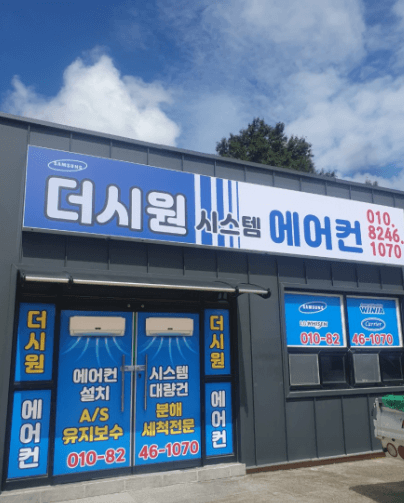 SAMSUNG
더시원 시스템 에어컨
010.
8246.
1070
더시원
에어컨
에어컨
설치
A/S
유지보수
010-82
시스템
대량건
분해
세척전문
46-1070
더시원
에어컨
SAMSUNG
LG WHISEN
010-82
WINIA
Carrier
46-1070